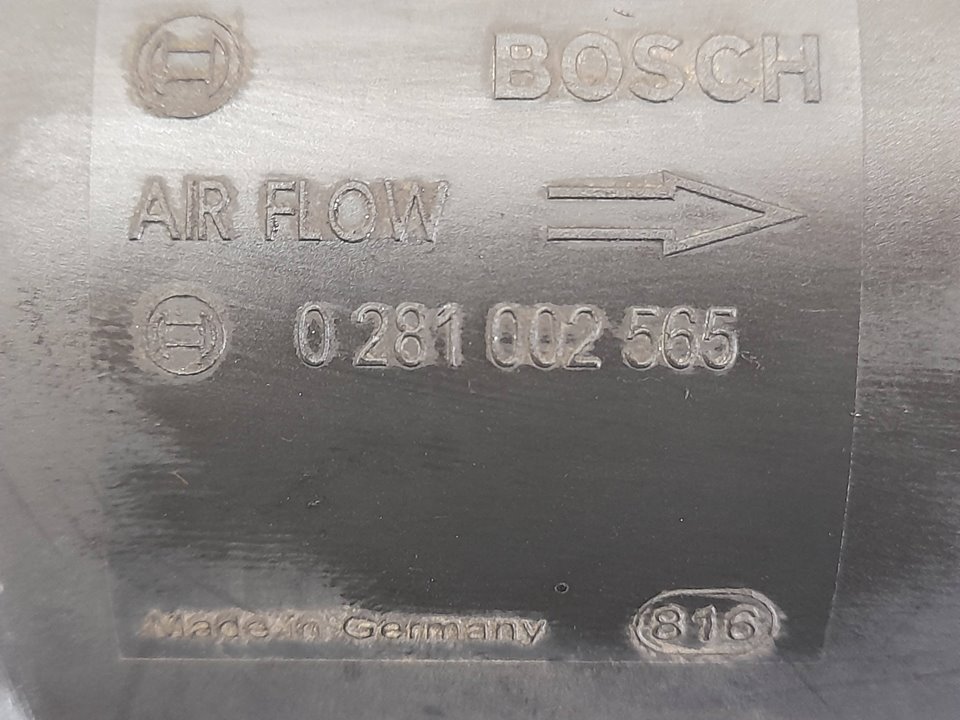 BOSCH
AIR FLOW
0 281 002 565
Made in Germany 816